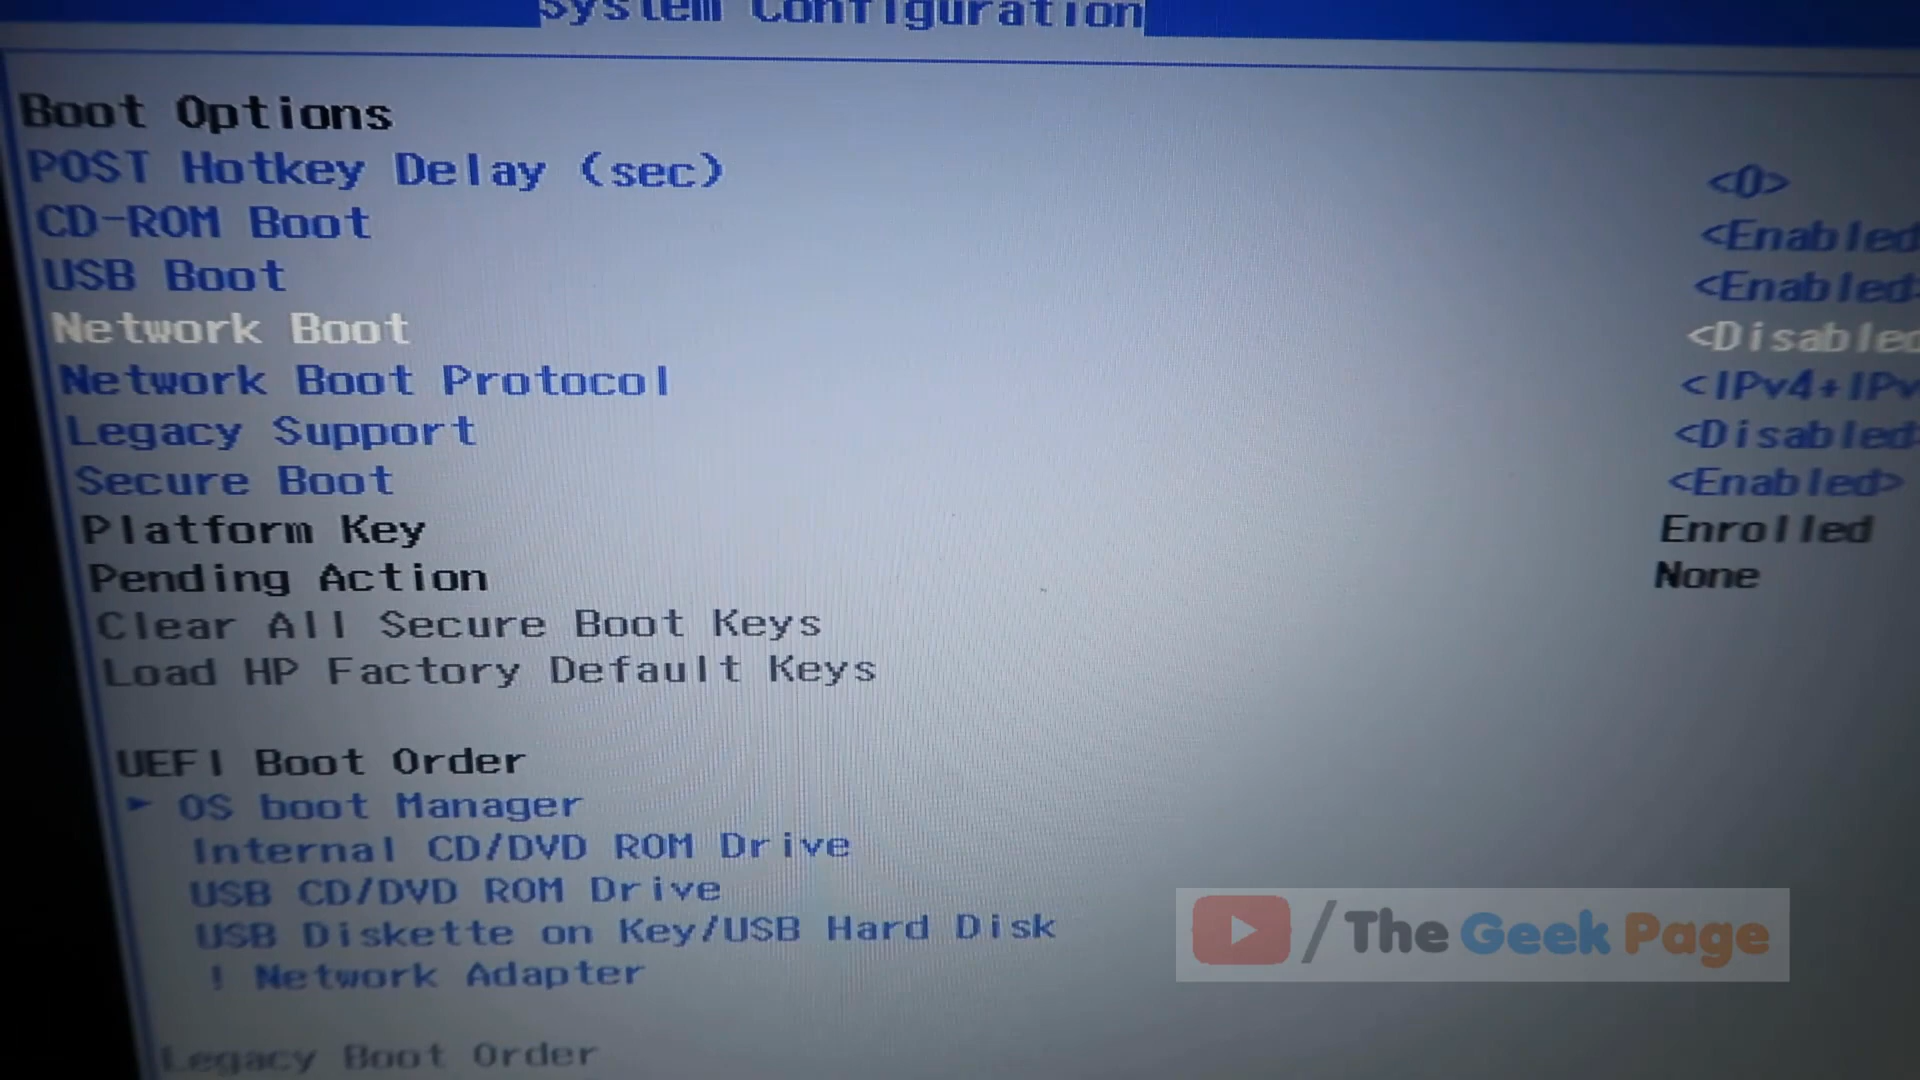 System Configuration
Boot Options
POST Hotkey Delay (sec) <0>
CD-ROM Boot <Enabled
USB Boot <Enabled>
Network Boot <Disabled
Network Boot Protocol <IPv4+IPv
Legacy Support <Disabled>
Secure Boot <Enabled>
Platform Key Enrolled
Pending Action None
Clear All Secure Boot Keys
Load HP Factory Default Keys
UEFI Boot Order
► OS boot Manager
Internal CD/DVD ROM Drive
USB CD/DVD ROM Drive
USB Diskette on Key/USB Hard Disk
! Network Adapter
Legacy Boot Order
/The Geek Page